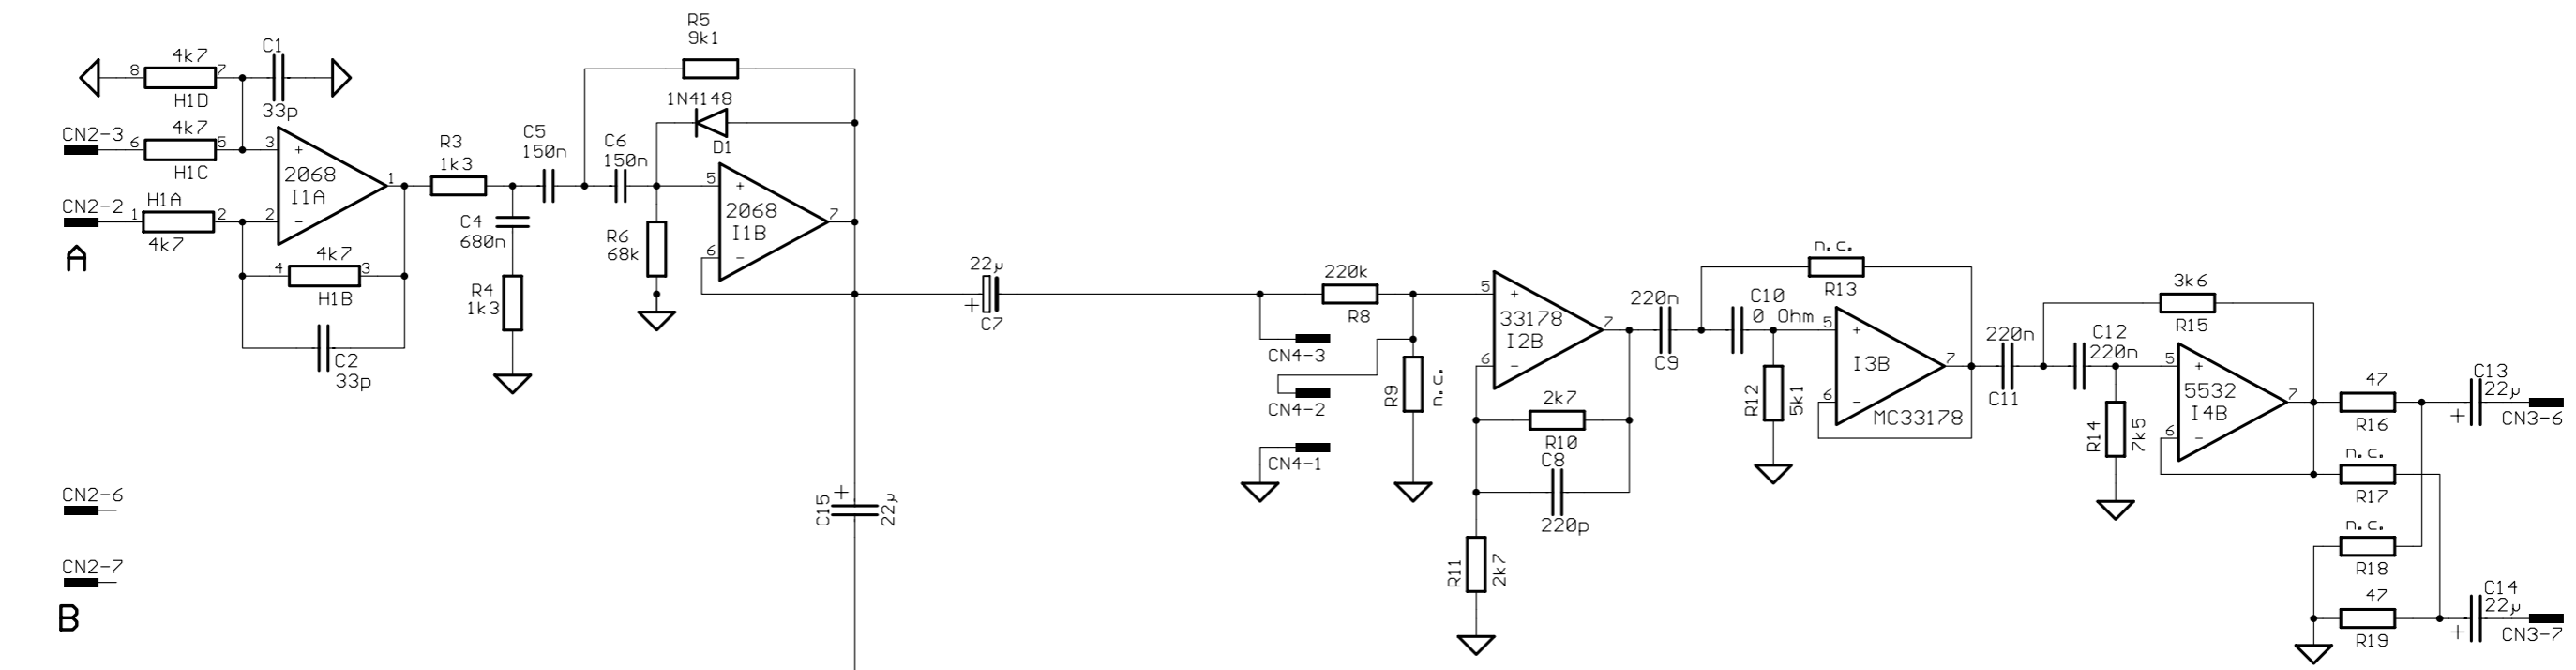 R5
9k1
4k7
C1
8
7
H1D
33p
1N4148
D1
CN2-3
4k7
6
5
H1C
3
+
2068
I1A
1
R3
1k3
C5
150n
C6
150n
5
+
2068
I1B
7
6
-
CN2-2
H1A
1
2
4k7
2
-
A
4k7
4
3
H1B
C2
33p
C4
680n
R4
1k3
R6
68k
22µ
+
C7
C15
+
22µ
CN2-6
CN2-7
B
220k
R8
CN4-3
CN4-2
CN4-1
R9
n.c.
5
+
33178
I2B
7
6
-
2k7
R10
C8
220p
R11
2k7
220n
C9
C10
0 Ohm
n.c.
R13
R12
5k1
5
+
I3B
7
6
-
MC33178
220n
C11
C12
220n
3k6
R15
R14
7k5
5
+
5532
I4B
7
6
-
47
R16
C13
22µ
+
CN3-6
n.c.
R17
n.c.
R18
47
R19
C14
22µ
+
CN3-7